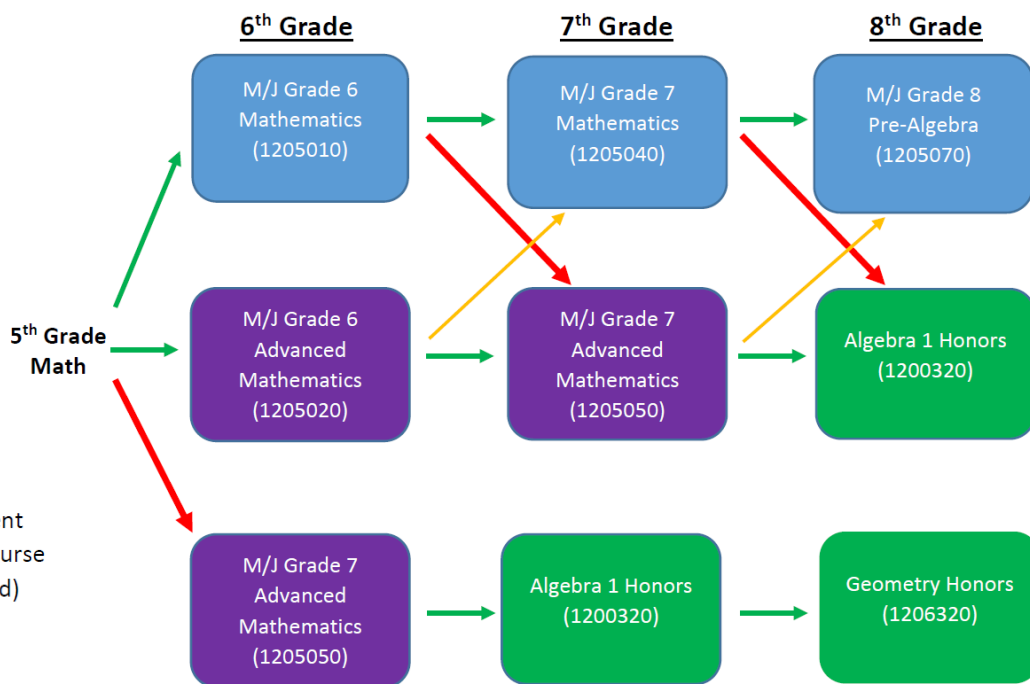 6th Grade
7th Grade
8th Grade
M/J Grade 6
Mathematics
(1205010)
M/J Grade 7
Mathematics
(1205040)
M/J Grade 8
Pre-Algebra
(1205070)
5th Grade
Math
M/J Grade 6
Advanced
Mathematics
(1205020)
M/J Grade 7
Advanced
Mathematics
(1205050)
Algebra 1 Honors
(1200320)
M/J Grade 7
Advanced
Mathematics
(1205050)
Algebra 1 Honors
(1200320)
Geometry Honors
(1206320)